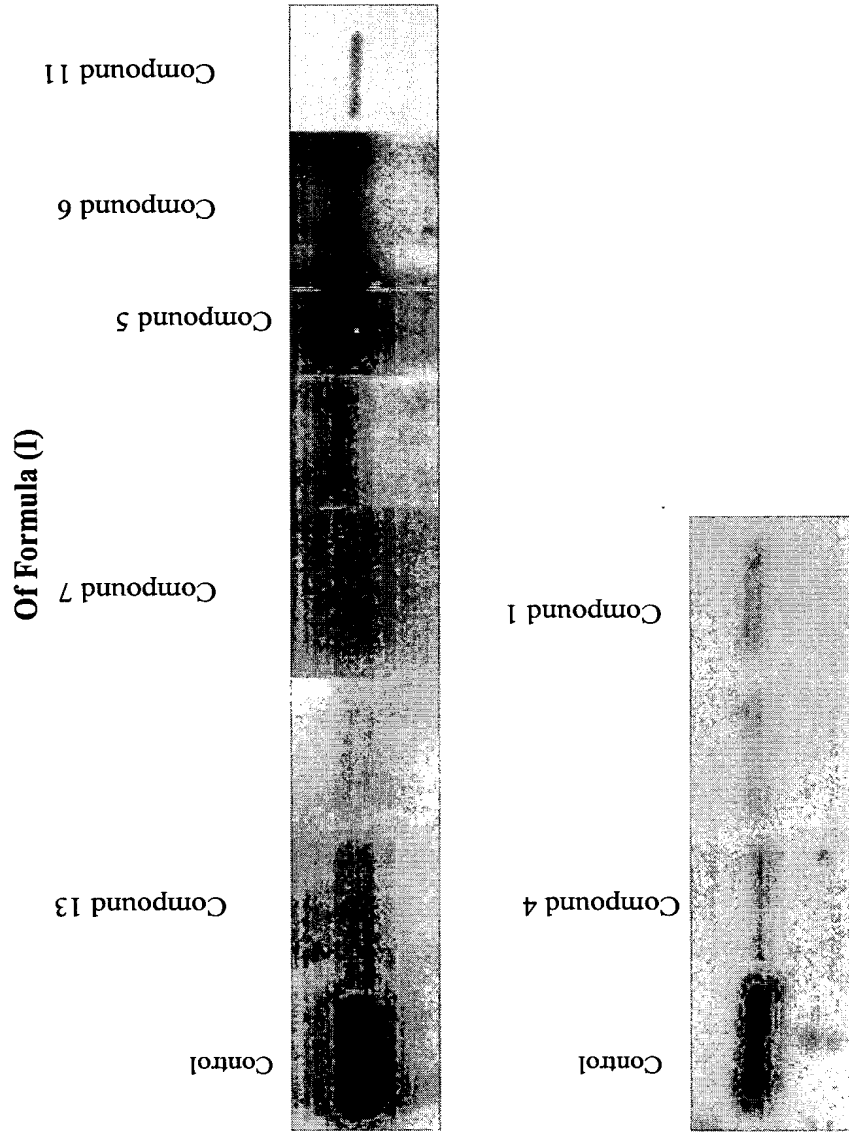 Of Formula (I)
Compound 11
Compound 6
Compound 5
Compound 7
Compound 13
Control
Compound 1
Compound 4
Control